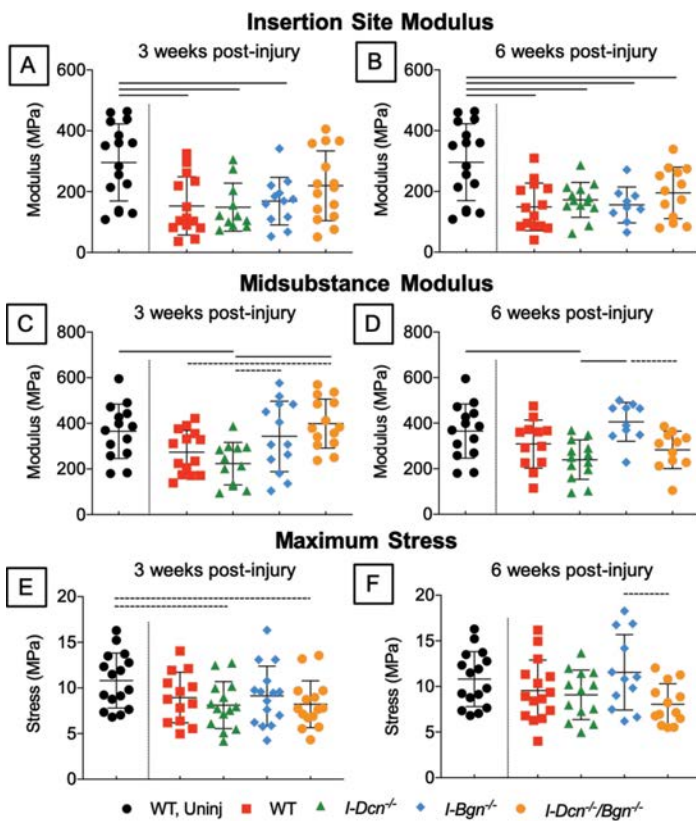 Insertion Site Modulus
A
3 weeks post-injury
Modulus (MPa)
600
400
200
0
B
6 weeks post-injury
Modulus (MPa)
600
400
200
0
Midsubstance Modulus
C
3 weeks post-injury
Modulus (MPa)
800
600
400
200
0
D
6 weeks post-injury
Modulus (MPa)
800
600
400
200
0
Maximum Stress
E
3 weeks post-injury
Stress (MPa)
20
15
10
5
0
F
6 weeks post-injury
Stress (MPa)
20
15
10
5
0
WT, Uninj WT I-Dcn-/- I-Bgn-/- I-Dcn-/-/Bgn-/-